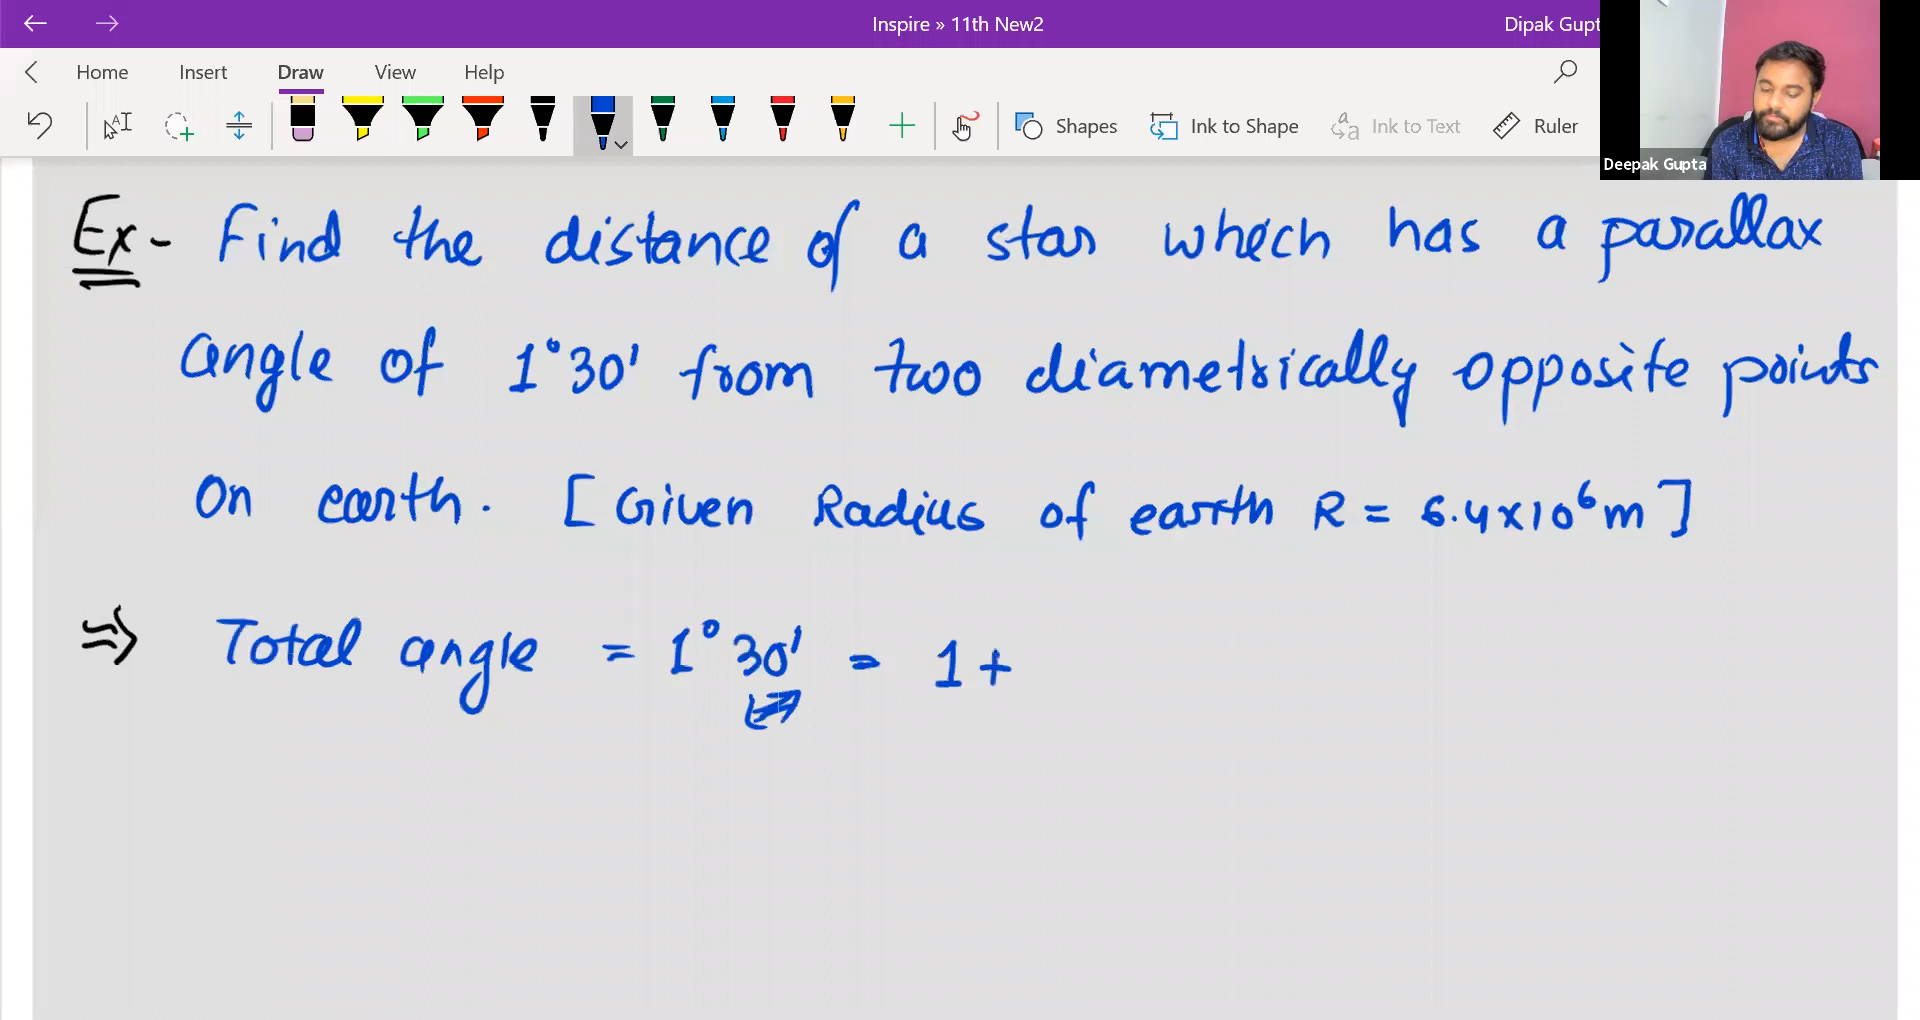 Inspire » 11th New2
Dipak Gupt
Home Insert Draw View Help
Shapes Ink to Shape Ink to Text Ruler
Deepak Gupta
Ex- Find the distance of a star which has a parallax
angle of 1°30' from two diametrically opposite points
on earth. [Given Radius of earth R = 6.4x10⁶m]
⇒ Total angle = 1°30' = 1+